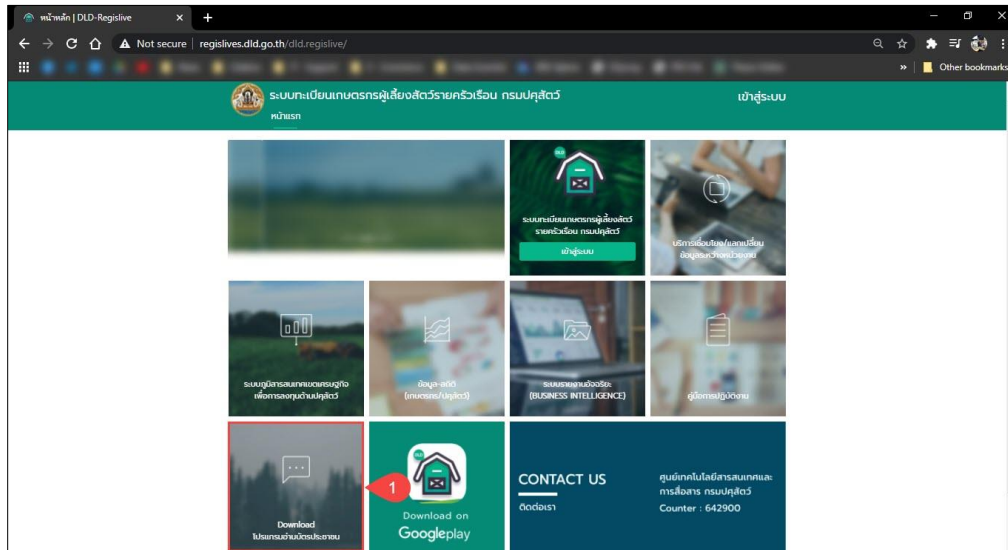 หน้าหลัก | DLD-Regislive
Not secure | regislives.dld.go.th/dld.regislive/
Other bookmarks
ระบบทะเบียนเกษตรกรผู้เลี้ยงสัตว์รายครัวเรือน กรมปศุสัตว์
เข้าสู่ระบบ
หน้าแรก
DLD
ระบบทะเบียนเกษตรกรผู้เลี้ยงสัตว์
รายครัวเรือน กรมปศุสัตว์
เข้าสู่ระบบ
บริการเชื่อมโยง/แลกเปลี่ยน
ข้อมูลระหว่างหน่วยงาน
ระบบภูมิสารสนเทศเขตเศรษฐกิจ
เพื่อการลงทุนด้านปศุสัตว์
ข้อมูล-สถิติ
(เกษตรกร/ปศุสัตว์)
ระบบรายงานอัจฉริยะ
(BUSINESS INTELLIGENCE)
คู่มือการปฏิบัติงาน
Download
โปรแกรมอ่านบัตรประชาชน
1
DLD
Download on
Googleplay
CONTACT US
ติดต่อเรา
ศูนย์เทคโนโลยีสารสนเทศและ
การสื่อสาร กรมปศุสัตว์
Counter : 642900